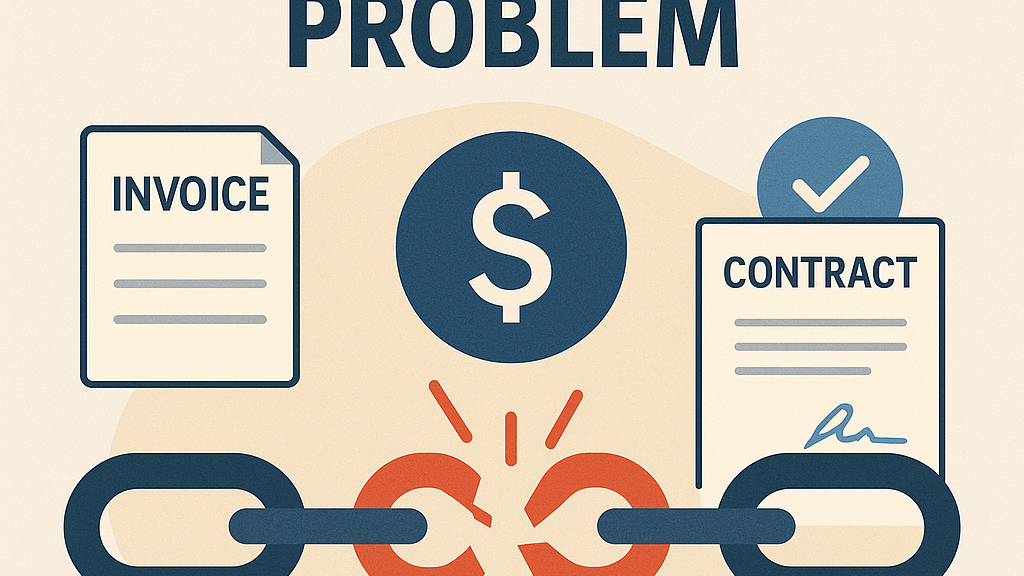 PROBLEM
INVOICE
$
CONTRACT